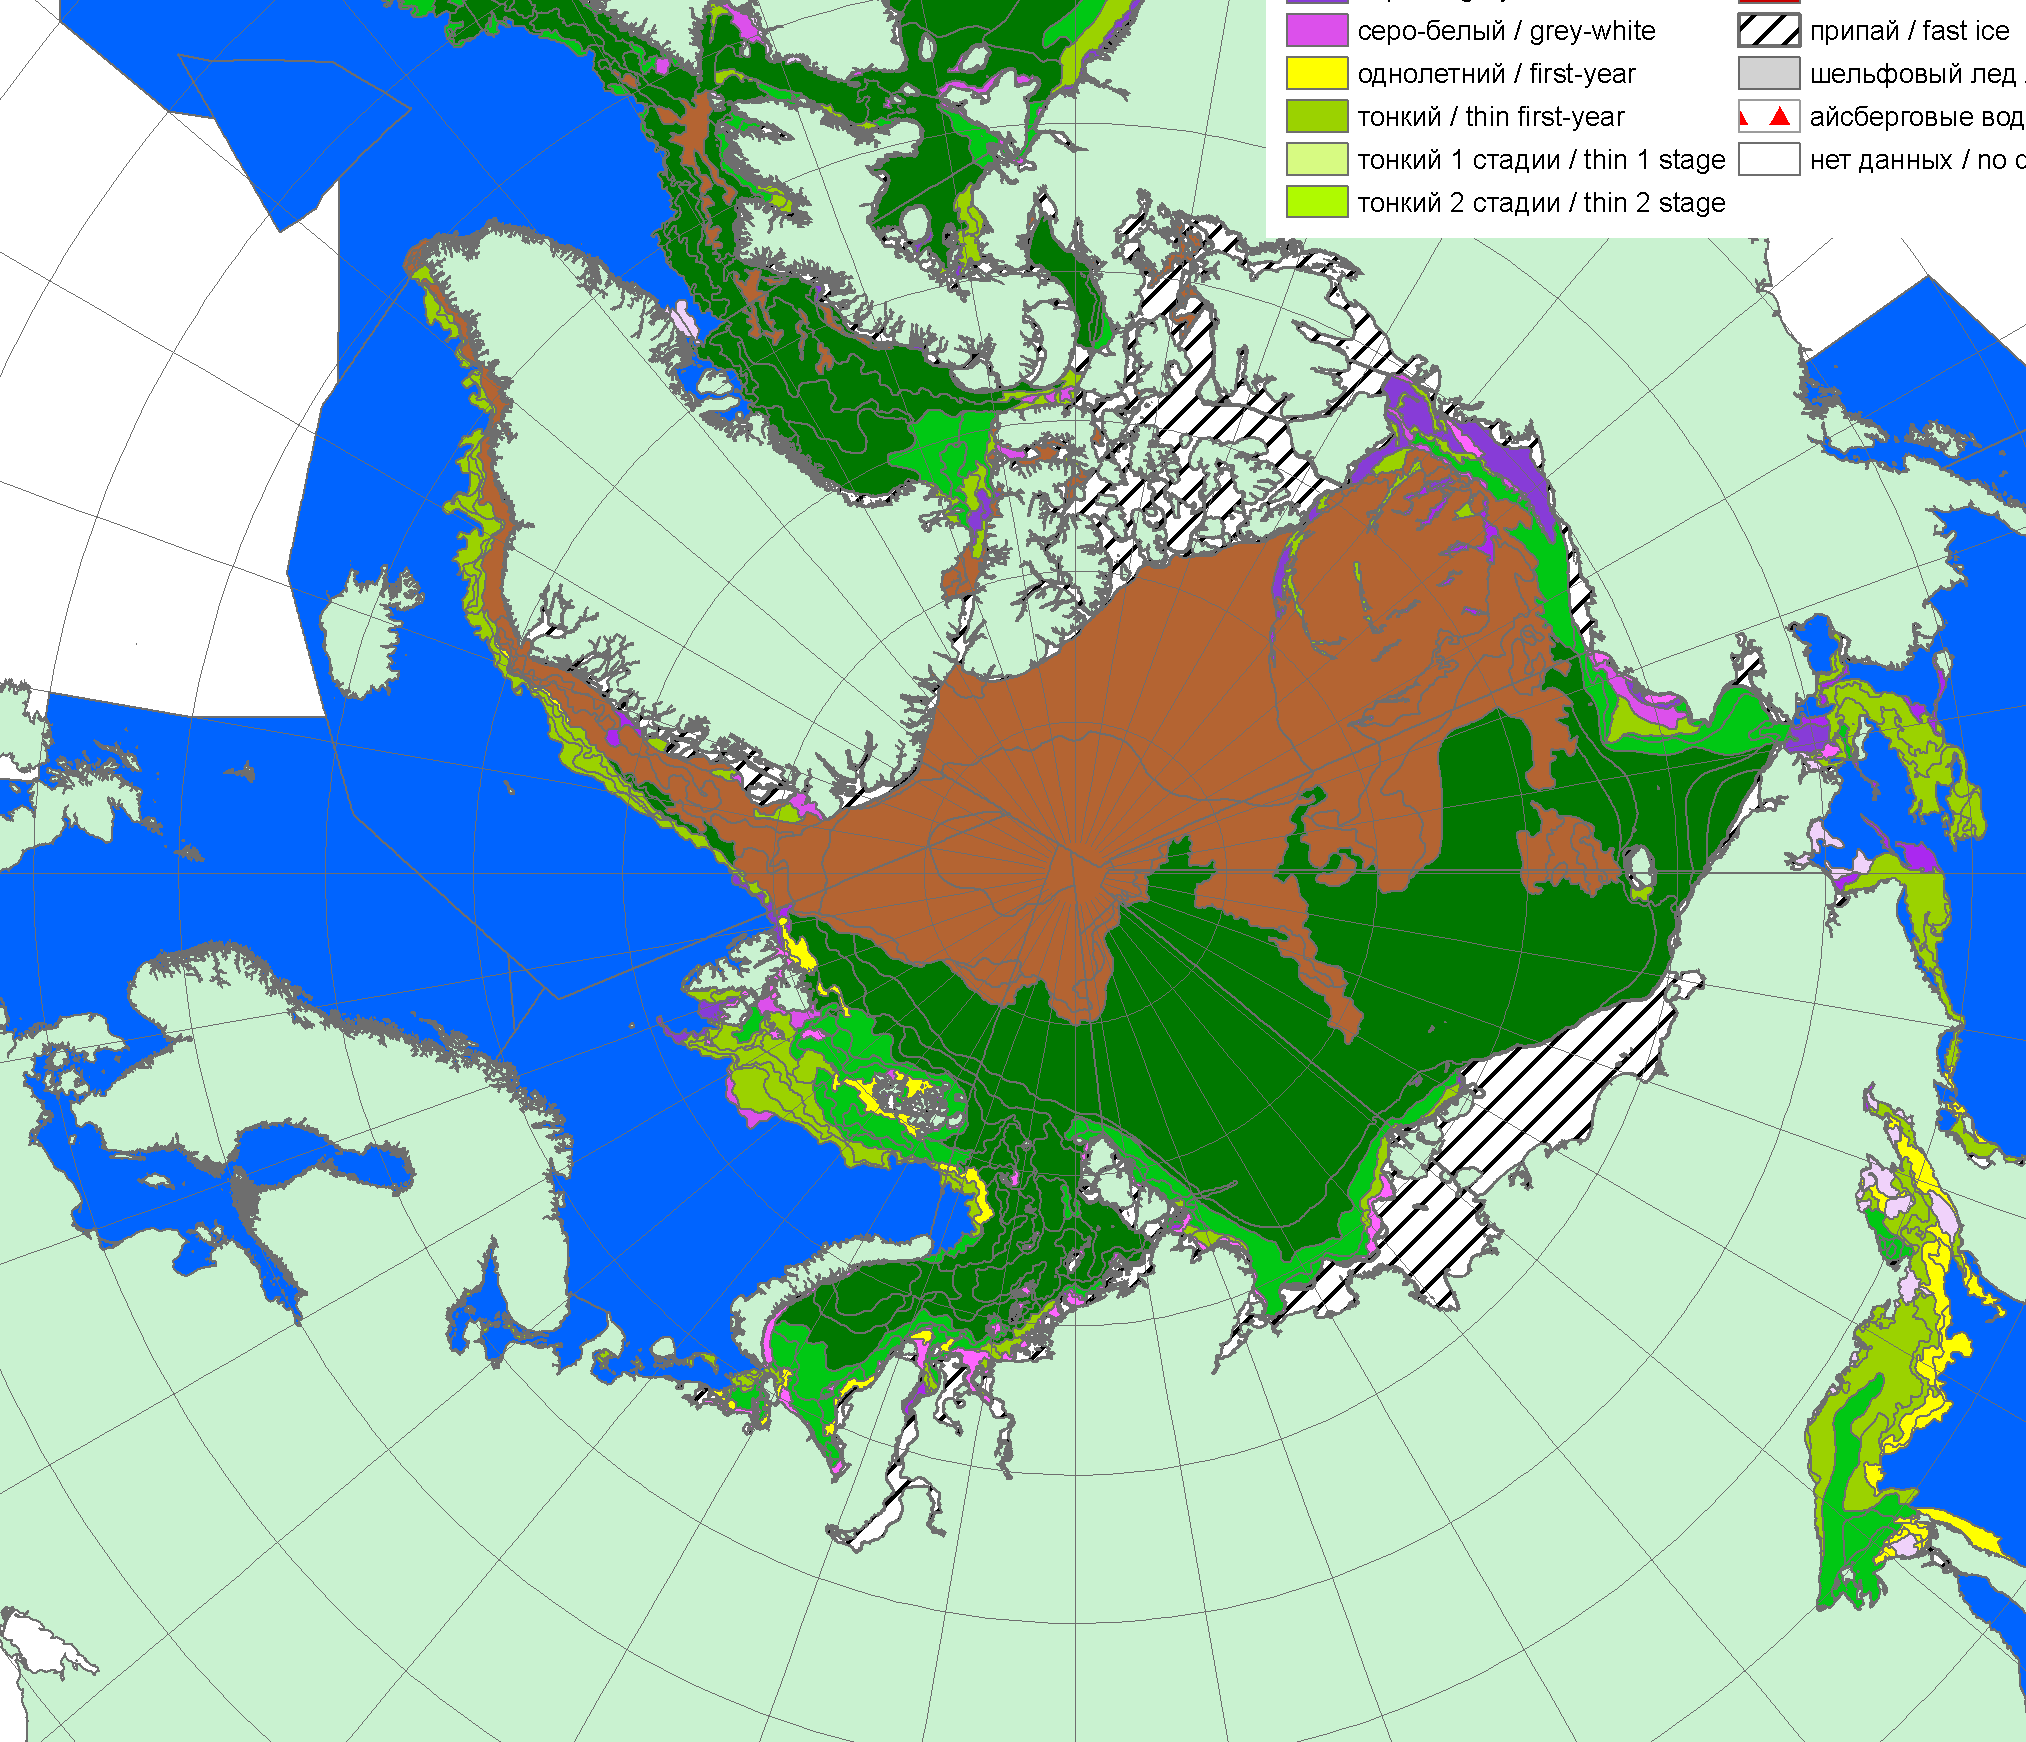 серо-белый / grey-white
однолетний / first-year
тонкий / thin first-year
тонкий 1 стадии / thin 1 stage
тонкий 2 стадии / thin 2 stage
припай / fast ice
шельфовый лед
айсберговые вод
нет данных / no